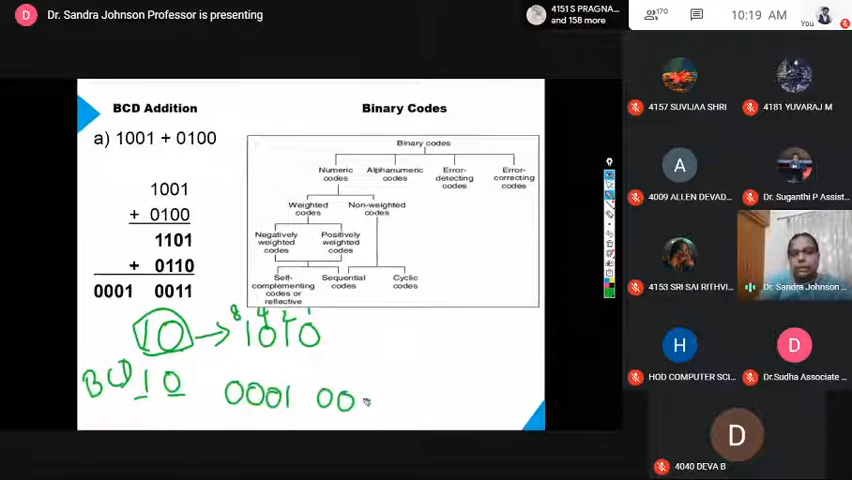 Dr. Sandra Johnson Professor is presenting
4151 S PRAGNA...
and 158 more
170
10:19 AM
You
BCD Addition
Binary Codes
a) 1001 + 0100
1001
+ 0100
1101
+ 0110
0001 0011
Binary codes
Numeric codes
Alphanumeric codes
Error-detecting codes
Error-correcting codes
Weighted codes
Non-weighted codes
Negatively weighted codes
Positively weighted codes
Self-complementing codes or reflective
Sequential codes
Cyclic codes
8 4 2 1
10 → 1010
BCD 10 0001 00
4157 SUVIJAA SHRI
4181 YUVARAJ M
A
4009 ALLEN DEVAD...
Dr. Suganthi P Assist...
4153 SRI SAI RITHVI...
Dr. Sandra Johnson ...
H
D
HOD COMPUTER SCI...
Dr.Sudha Associate ...
D
4040 DEVA B
D